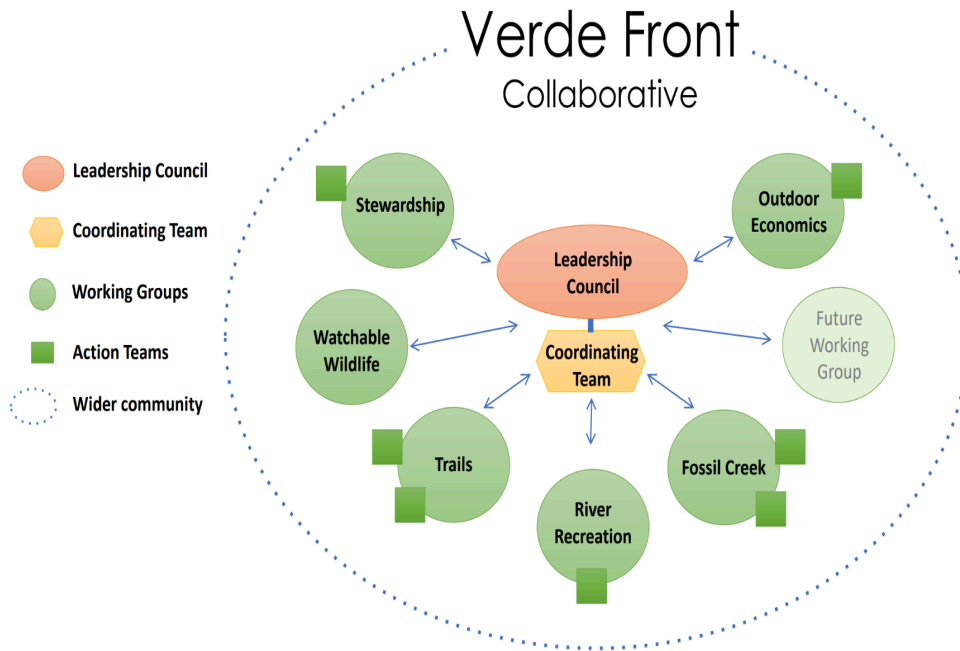 Verde Front
Collaborative
Leadership Council
Coordinating Team
Working Groups
Action Teams
Wider community
Stewardship
Outdoor
Economics
Leadership
Council
Watchable
Wildlife
Future
Working
Group
Coordinating
Team
Trails
Fossil Creek
River
Recreation